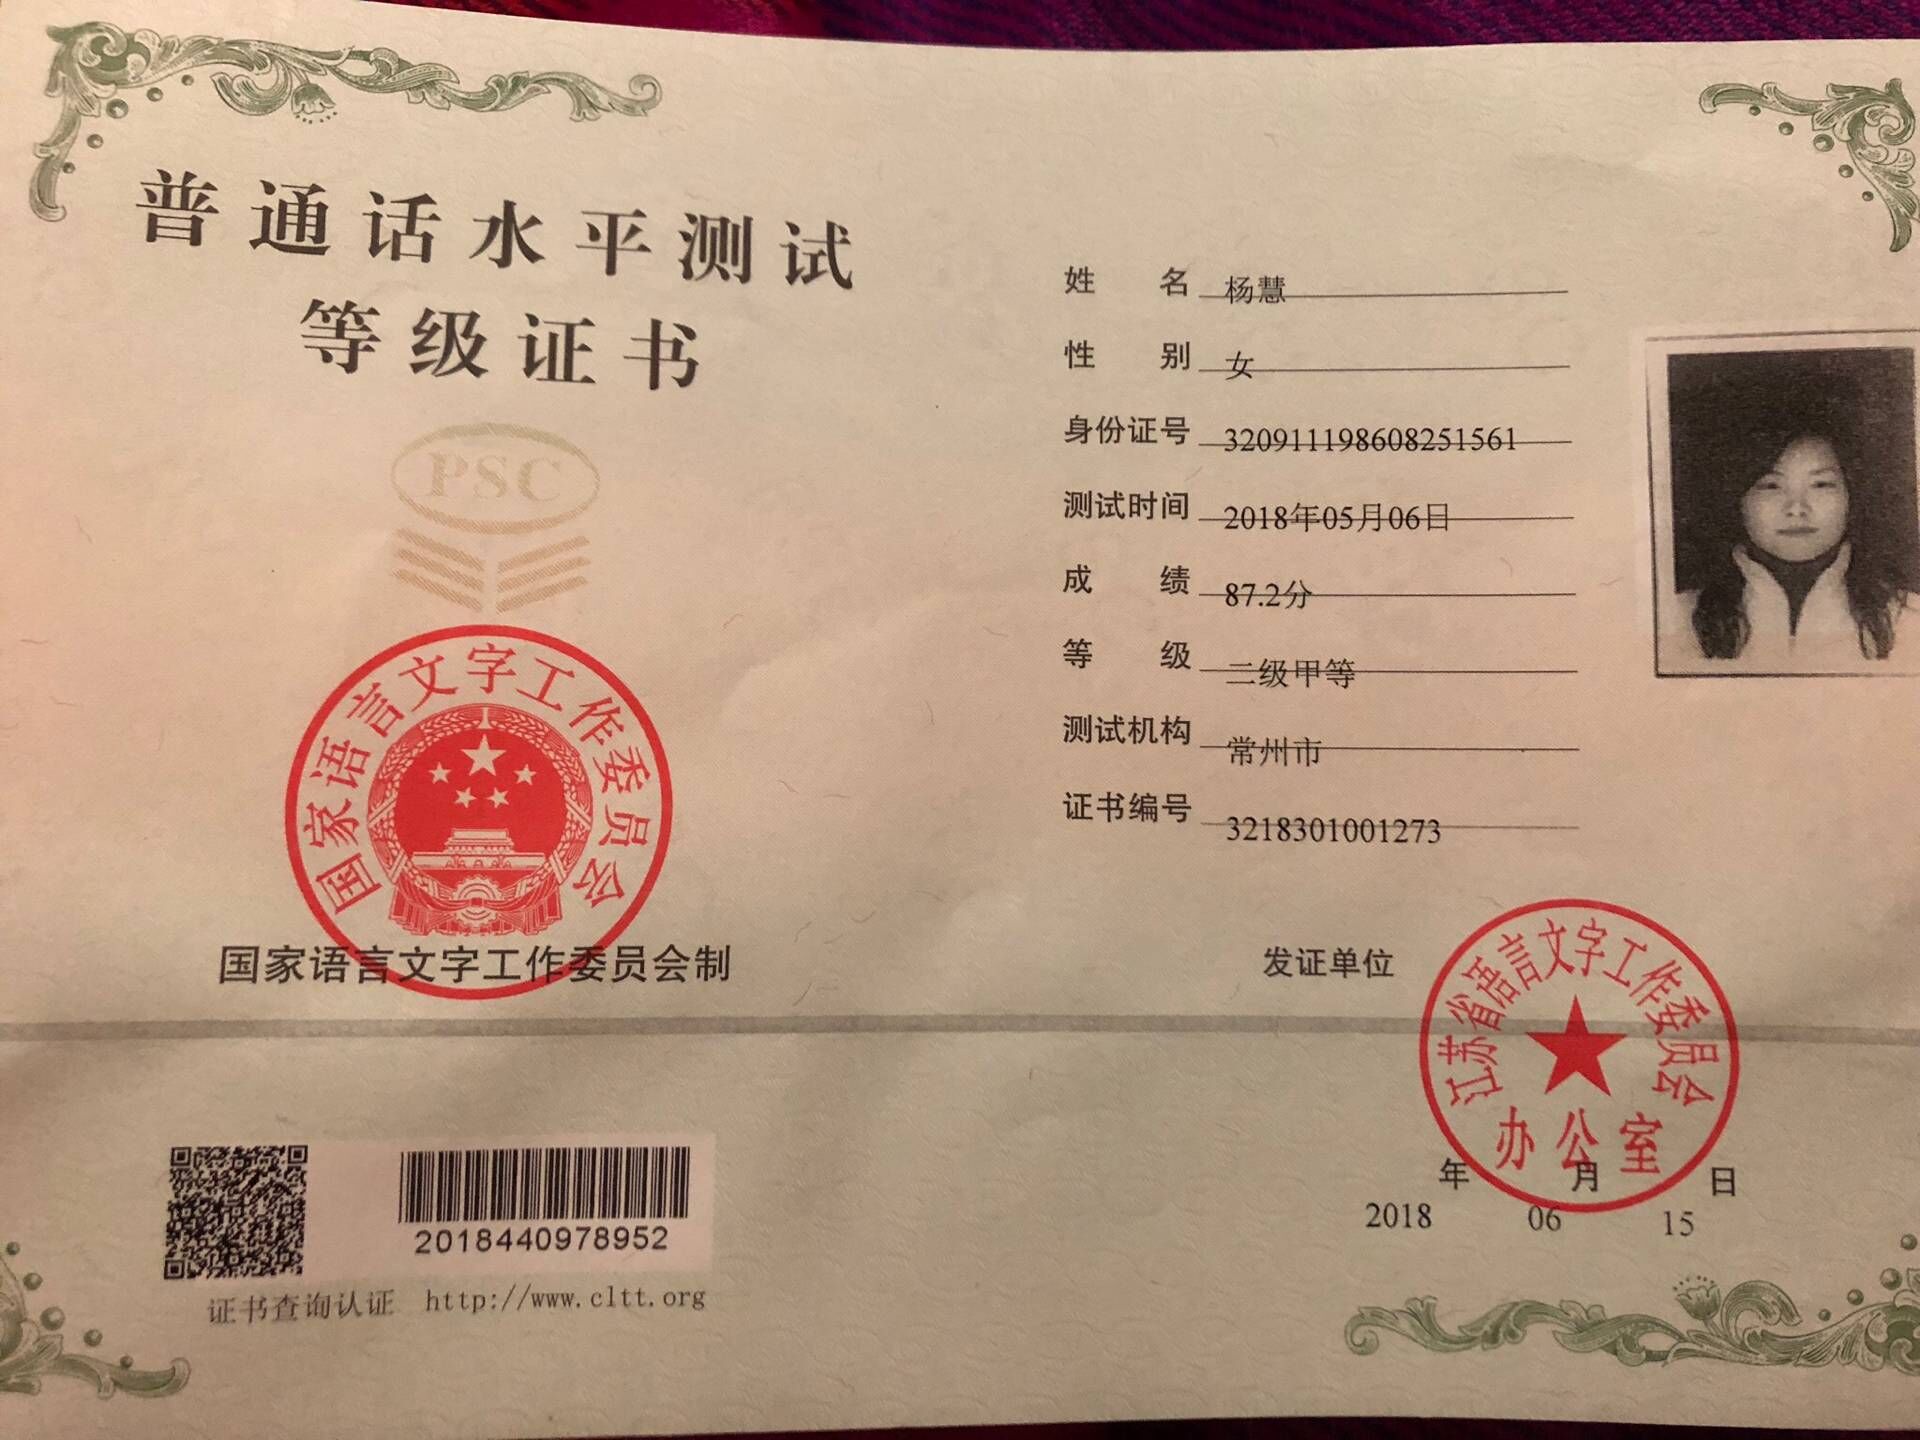 普通话水平测试
等级证书
PSC
国家语言文字工作委员会
国家语言文字工作委员会制
2018440978952
证书查询认证 http://www.cltt.org
姓名 杨慧
性别 女
身份证号 320911198608251561
测试时间 2018年05月06日
成绩 87.2分
等级 二级甲等
测试机构 常州市
证书编号 3218301001273
发证单位
江苏省语言文字工作委员会
办公室
年 月 日
2018 06 15